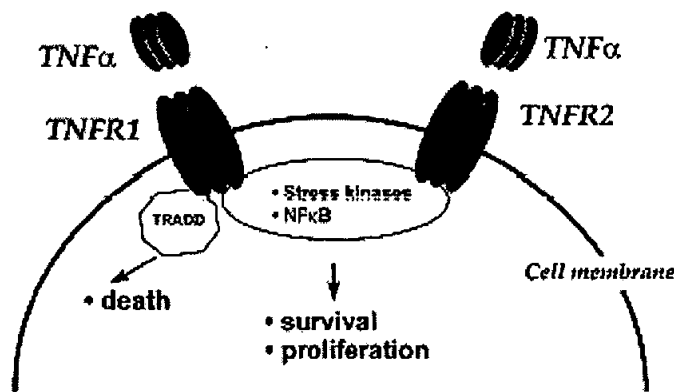 TNFα
TNFα
TNFR1
TNFR2
• Stress kinases
• NFκB
TRADD
Cell membrane
• death
• survival
• proliferation